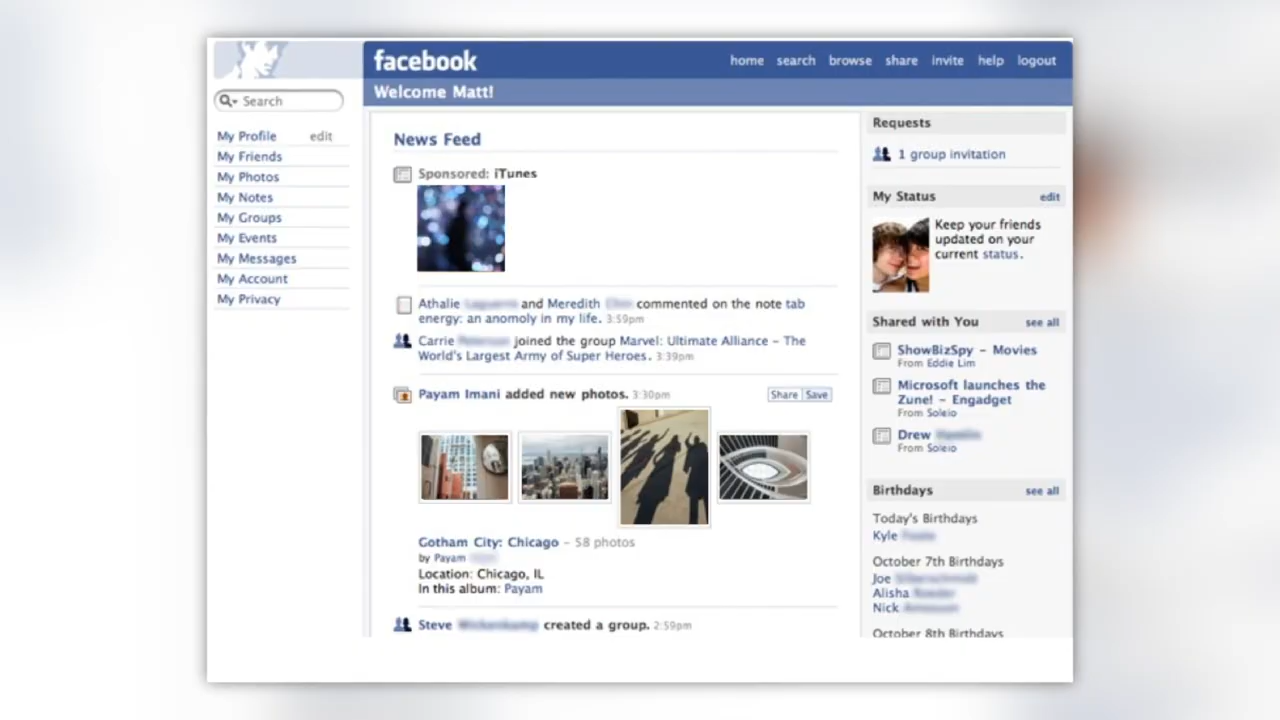 facebook
home search browse share invite help logout
Welcome Matt!
Search
My Profile edit
My Friends
My Photos
My Notes
My Groups
My Events
My Messages
My Account
My Privacy
News Feed
Sponsored: iTunes
Athalie and Meredith commented on the note tab
energy: an anomoly in my life. 3:59pm
Carrie joined the group Marvel: Ultimate Alliance – The
World's Largest Army of Super Heroes. 3:39pm
Payam Imani added new photos. 3:30pm
Share Save
Gotham City: Chicago – 58 photos
by Payam
Location: Chicago, IL
In this album: Payam
Steve created a group. 2:59pm
Requests
1 group invitation
My Status edit
Keep your friends
updated on your
current status.
Shared with You see all
ShowBizSpy – Movies
From Eddie Lim
Microsoft launches the
Zune! – Engadget
From Soleio
Drew
From Soleio
Birthdays see all
Today's Birthdays
Kyle
October 7th Birthdays
Joe
Alisha
Nick
October 8th Birthdays